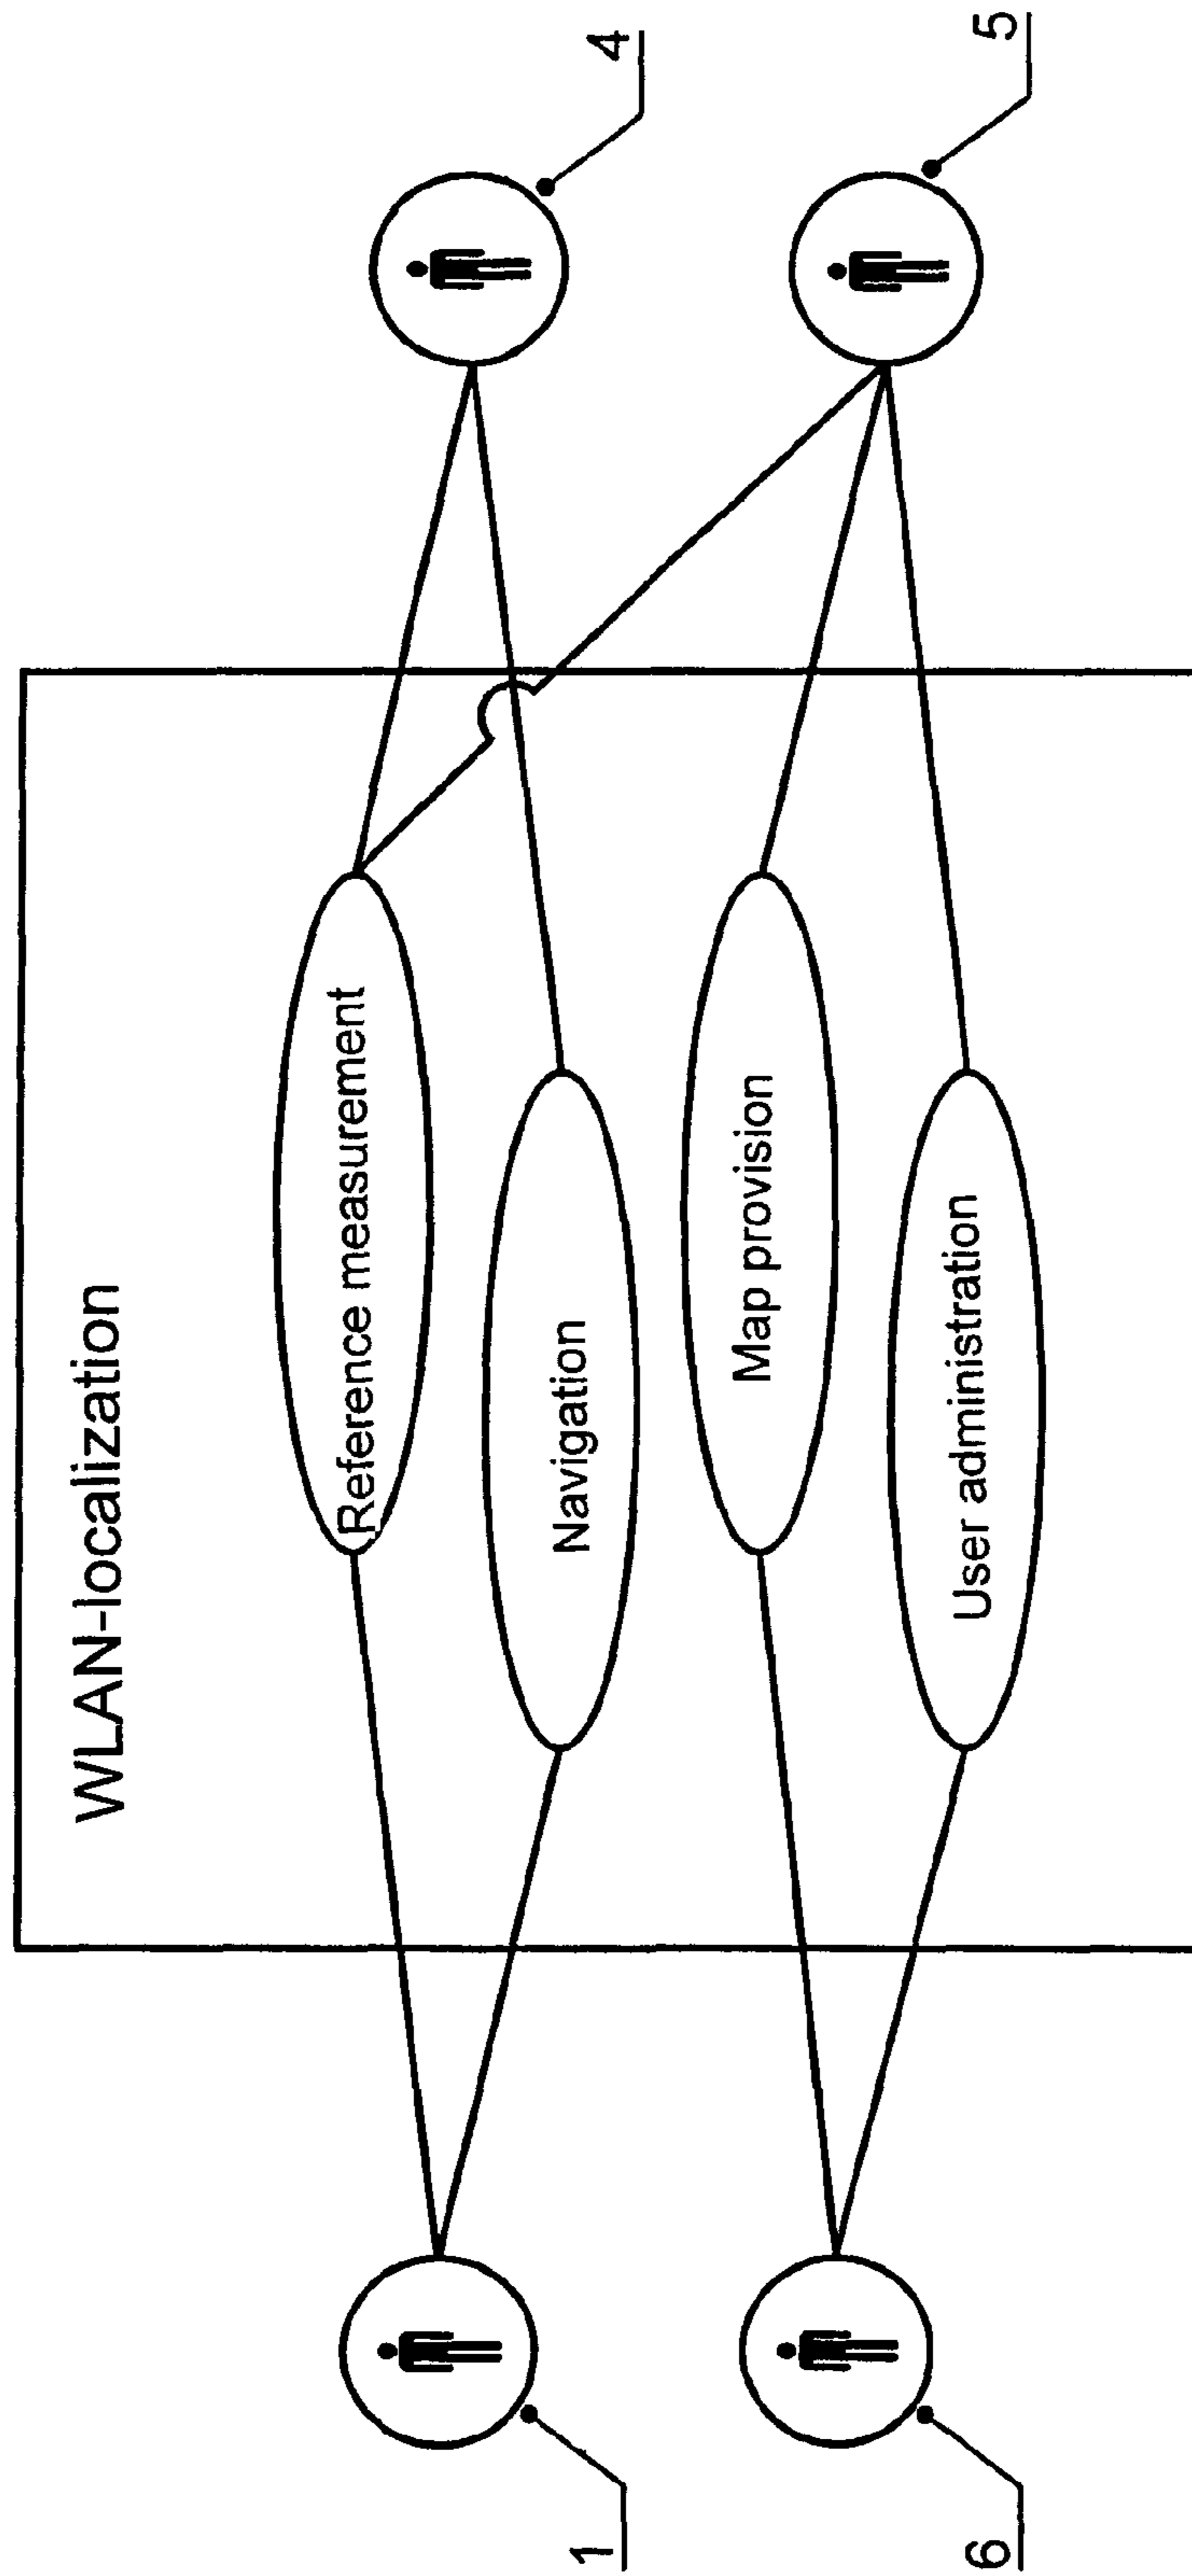 WLAN-localization
Reference measurement
Navigation
Map provision
User administration
1
4
6
5